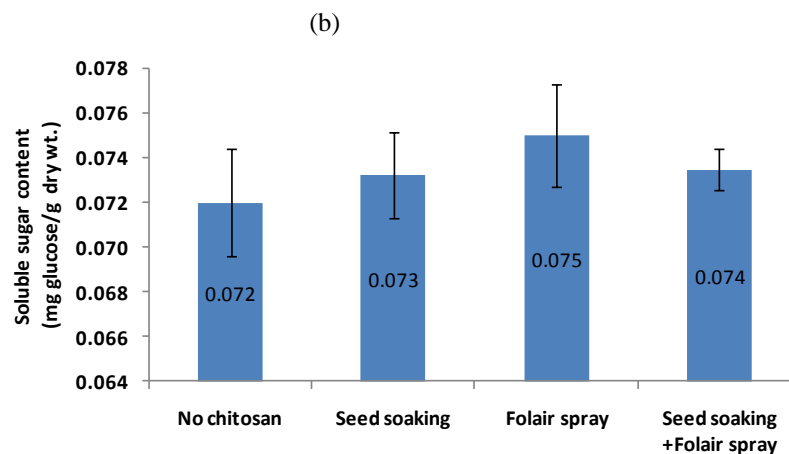 (b)
Soluble sugar content
(mg glucose/g dry wt.)
0.078
0.076
0.074
0.072
0.070
0.068
0.066
0.064
0.072
0.073
0.075
0.074
No chitosan
Seed soaking
Folair spray
Seed soaking
+Folair spray